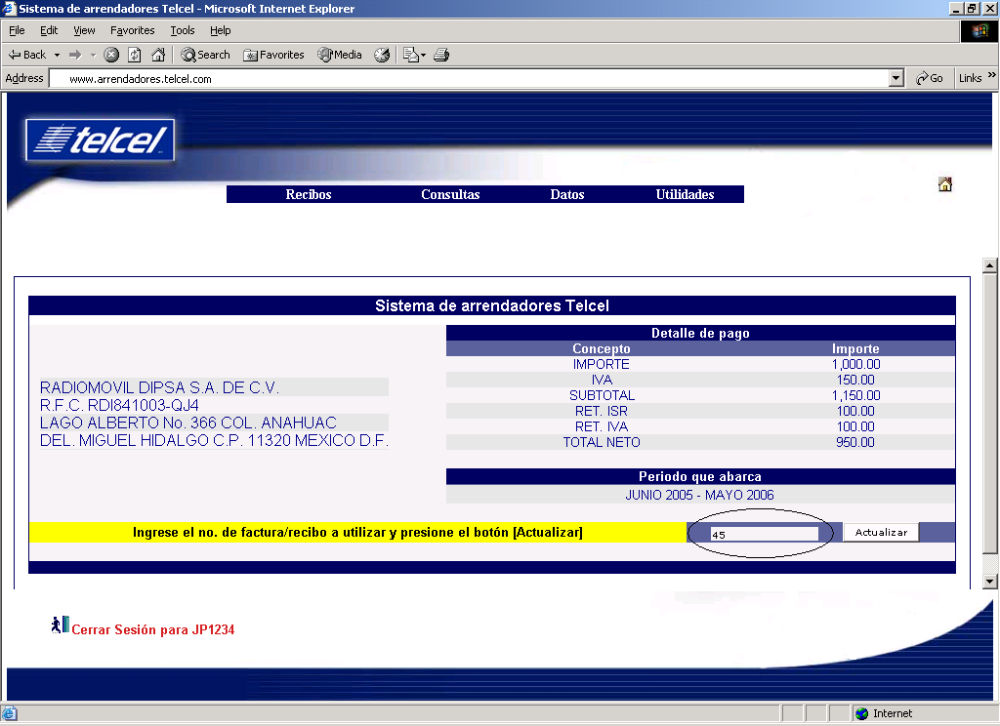 Sistema de arrendadores Telcel - Microsoft Internet Explorer
File Edit View Favorites Tools Help
Back Search Favorites Media
Address www.arrendadores.telcel.com Go Links »
telcel
Recibos Consultas Datos Utilidades
Sistema de arrendadores Telcel
RADIOMOVIL DIPSA S.A. DE C.V.
R.F.C. RDI841003-QJ4
LAGO ALBERTO No. 366 COL. ANAHUAC
DEL. MIGUEL HIDALGO C.P. 11320 MEXICO D.F.
Detalle de pago
Concepto Importe
IMPORTE 1,000.00
IVA 150.00
SUBTOTAL 1,150.00
RET. ISR 100.00
RET. IVA 100.00
TOTAL NETO 950.00
Periodo que abarca
JUNIO 2005 - MAYO 2006
Ingrese el no. de factura/recibo a utilizar y presione el botón [Actualizar] 45 Actualizar
Cerrar Sesión para JP1234
Internet